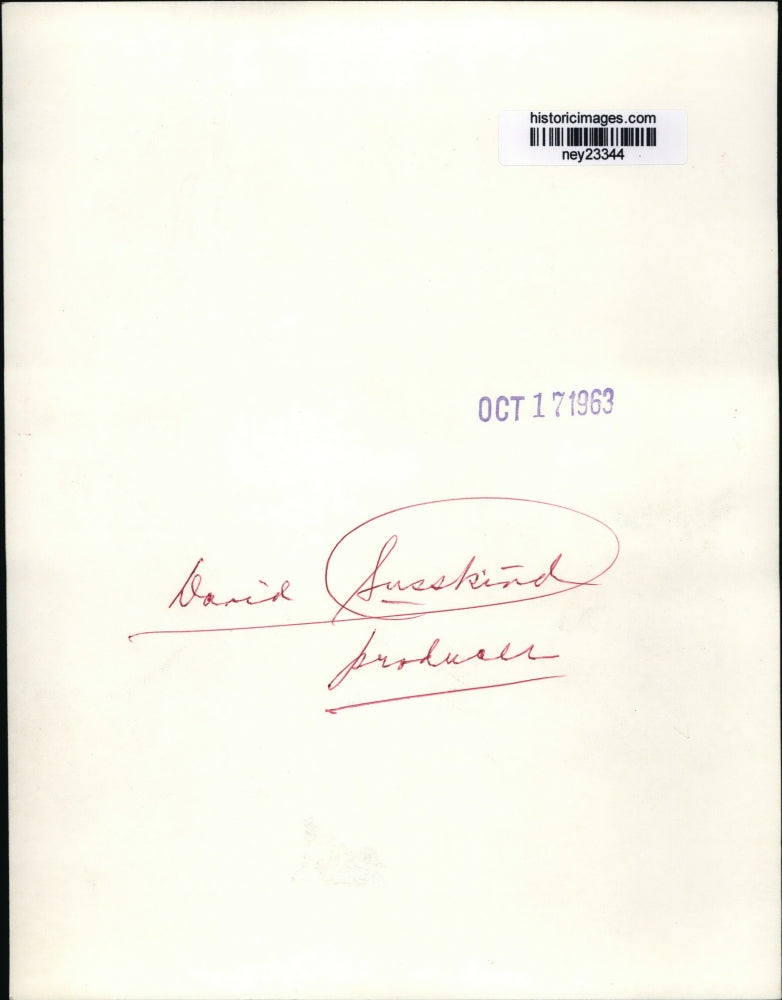 historicimages.com
ney23344
OCT 17 1963
David Susskind
producer